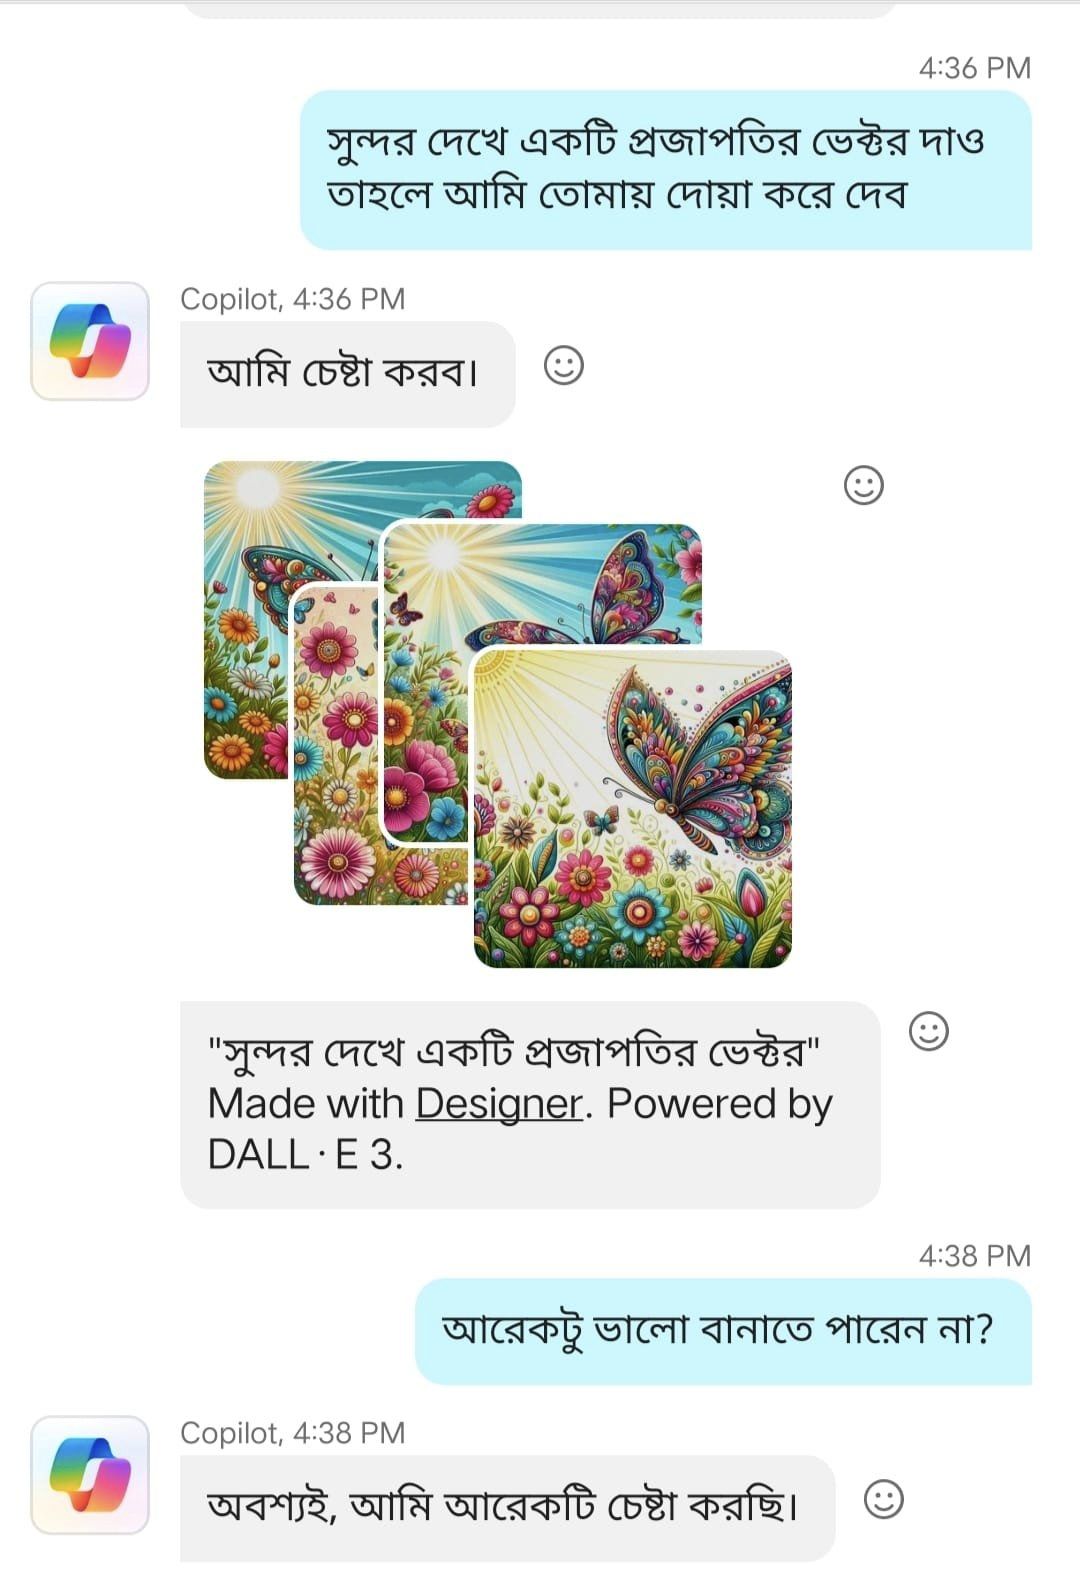 4:36 PM
সুন্দর দেখে একটি প্রজাপতির ভেক্টর দাও
তাহলে আমি তোমায় দোয়া করে দেব
Copilot, 4:36 PM
আমি চেষ্টা করব।
"সুন্দর দেখে একটি প্রজাপতির ভেক্টর"
Made with Designer. Powered by
DALL·E 3.
4:38 PM
আরেকটু ভালো বানাতে পারেন না?
Copilot, 4:38 PM
অবশ্যই, আমি আরেকটি চেষ্টা করছি।